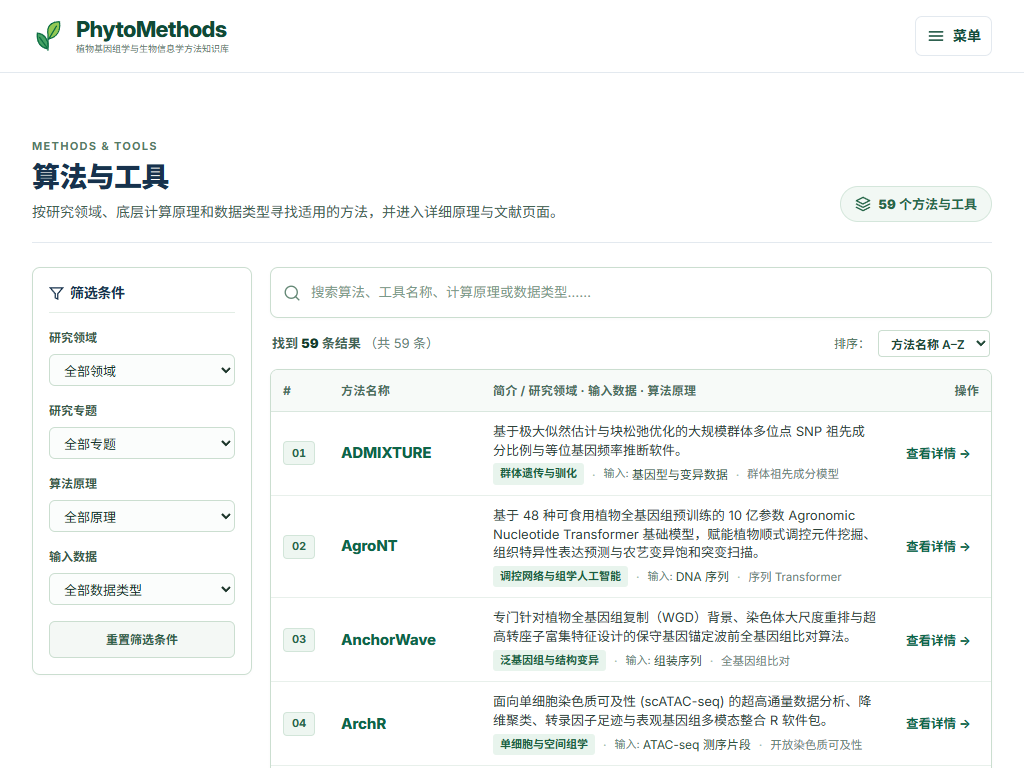 PhytoMethods
植物基因组学与生物信息学方法知识库
菜单
METHODS & TOOLS
算法与工具
按研究领域、底层计算原理和数据类型寻找适用的方法，并进入详细原理与文献页面。
59 个方法与工具
筛选条件
研究领域
全部领域
研究专题
全部专题
算法原理
全部原理
输入数据
全部数据类型
重置筛选条件
搜索算法、工具名称、计算原理或数据类型……
找到 59 条结果 （共 59 条）
排序： 方法名称 A–Z
# 方法名称 简介 / 研究领域 · 输入数据 · 算法原理 操作
01 ADMIXTURE
基于极大似然估计与块松弛优化的大规模群体多位点 SNP 祖先成
分比例与等位基因频率推断软件。
群体遗传与驯化 · 输入: 基因型与变异数据 · 群体祖先成分模型
查看详情 →
02 AgroNT
基于 48 种可食用植物全基因组预训练的 10 亿参数 Agronomic
Nucleotide Transformer 基础模型，赋能植物顺式调控元件挖掘、
组织特异性表达预测与农艺变异饱和突变扫描。
调控网络与组学人工智能 · 输入: DNA 序列 · 序列 Transformer
查看详情 →
03 AnchorWave
专门针对植物全基因组复制（WGD）背景、染色体大尺度重排与超
高转座子富集特征设计的保守基因锚定波前全基因组比对算法。
泛基因组与结构变异 · 输入: 组装序列 · 全基因组比对
查看详情 →
04 ArchR
面向单细胞染色质可及性 (scATAC-seq) 的超高通量数据分析、降
维聚类、转录因子足迹与表观基因组多模态整合 R 软件包。
单细胞与空间组学 · 输入: ATAC-seq 测序片段 · 开放染色质可及性
查看详情 →